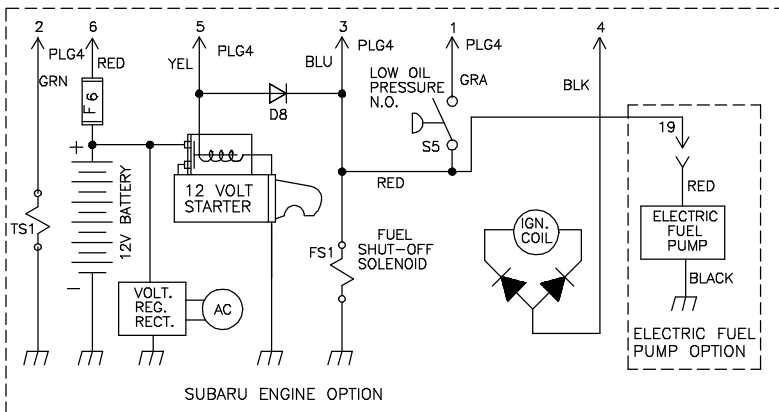 2 6 5 3 1 4
PLG4 PLG4 PLG4 PLG4
GRN RED YEL BLU GRA BLK
F6
D8
LOW OIL
PRESSURE
N.O.
S5
19
+
12V BATTERY
−
TS1
12 VOLT
STARTER
RED
RED
FUEL
SHUT-OFF
SOLENOID
FS1
IGN.
COIL
ELECTRIC
FUEL
PUMP
BLACK
VOLT.
REG.
RECT.
AC
ELECTRIC FUEL
PUMP OPTION
SUBARU ENGINE OPTION